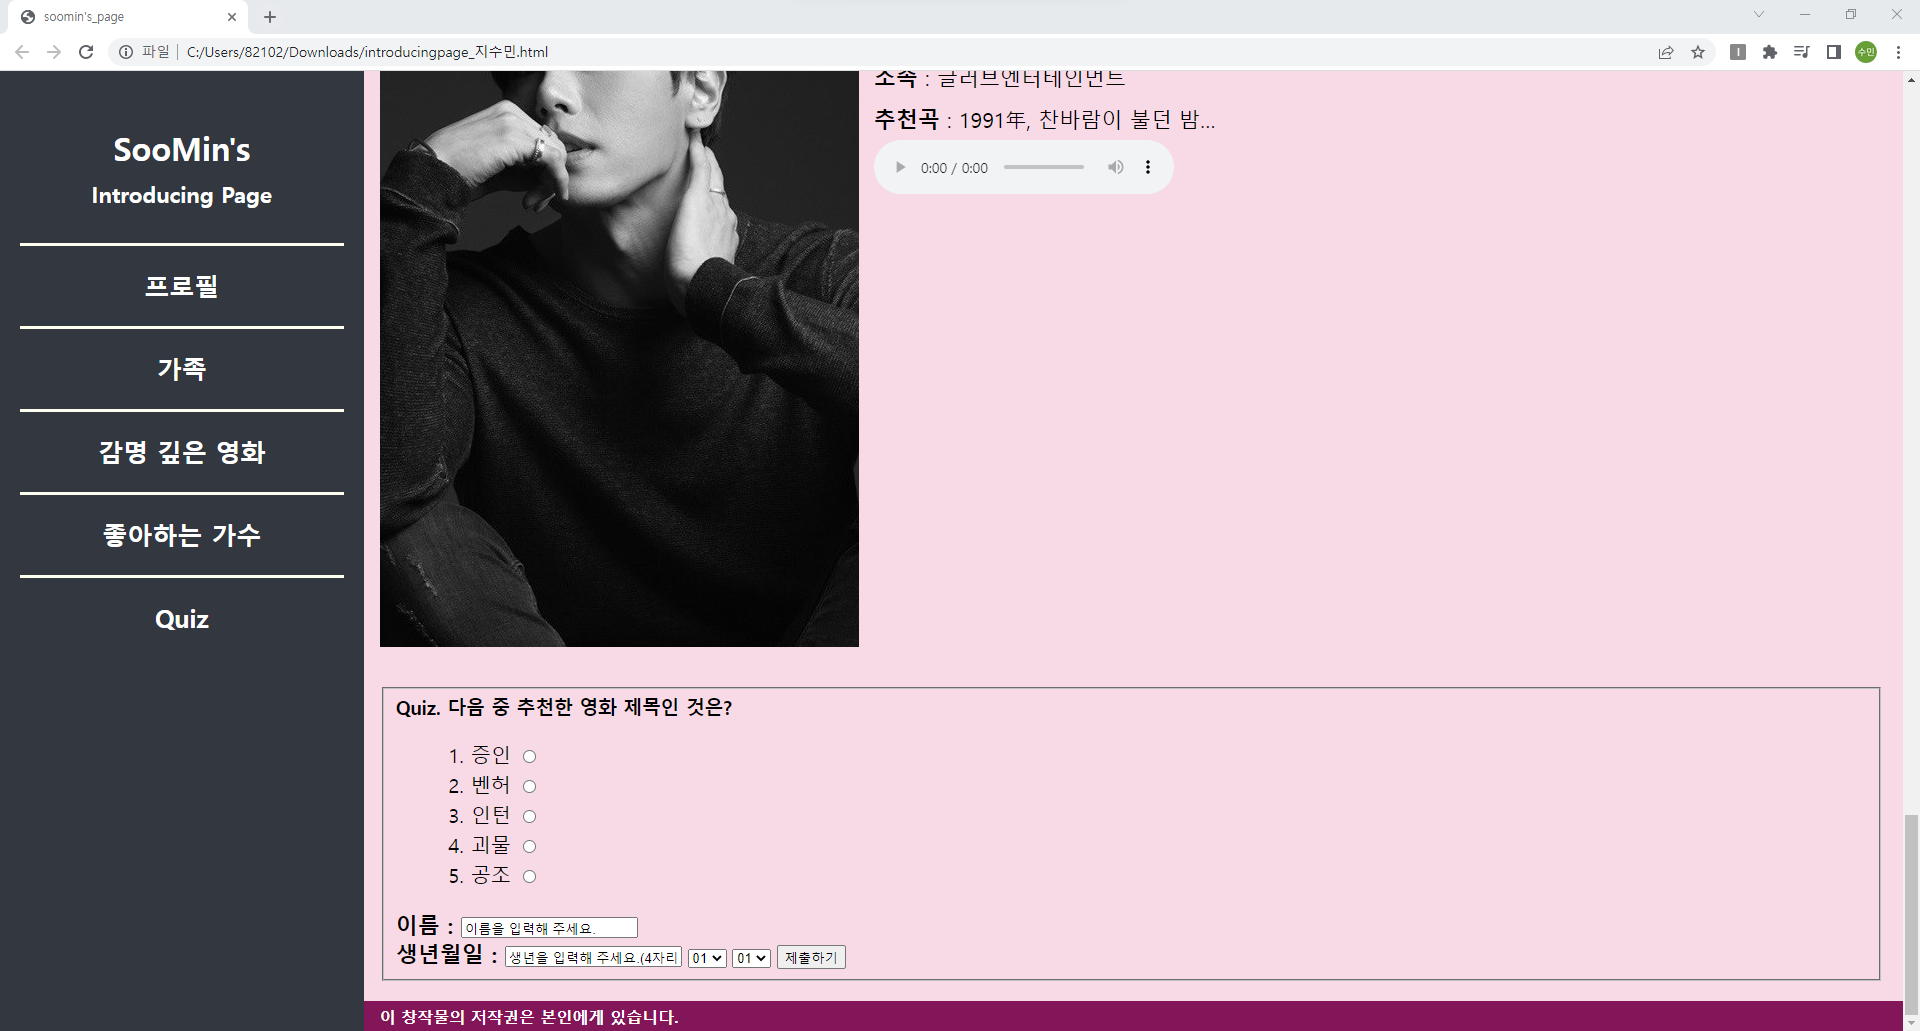 soomin's_page
파일 C:/Users/82102/Downloads/introducingpage_지수민.html
수민
SooMin's
Introducing Page
프로필
가족
감명 깊은 영화
좋아하는 가수
Quiz
소속 : 글러브엔터테인먼트
추천곡 : 1991年, 찬바람이 불던 밤...
0:00 / 0:00
Quiz. 다음 중 추천한 영화 제목인 것은?
1. 증인
2. 벤허
3. 인턴
4. 괴물
5. 공조
이름 : 이름을 입력해 주세요.
생년월일 : 생년을 입력해 주세요.(4자리 01 01 제출하기
이 창작물의 저작권은 본인에게 있습니다.